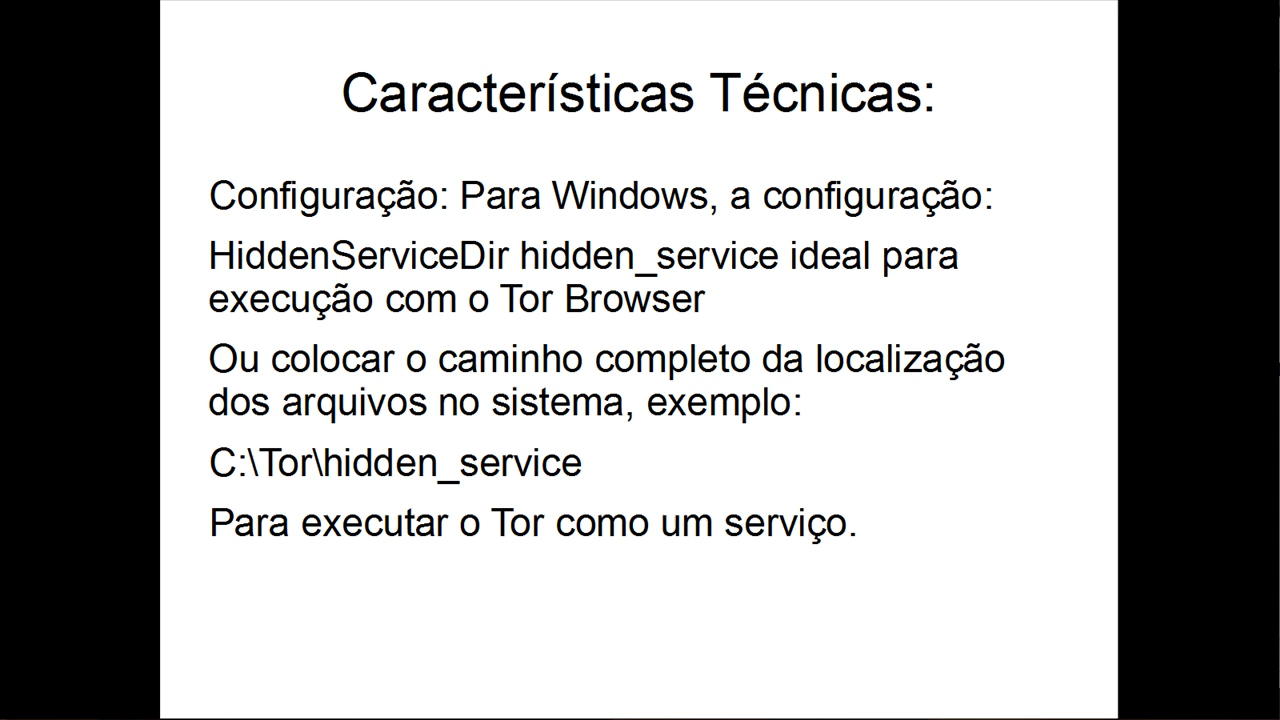 Características Técnicas:
Configuração: Para Windows, a configuração:
HiddenServiceDir hidden_service ideal para
execução com o Tor Browser
Ou colocar o caminho completo da localização
dos arquivos no sistema, exemplo:
C:\Tor\hidden_service
Para executar o Tor como um serviço.